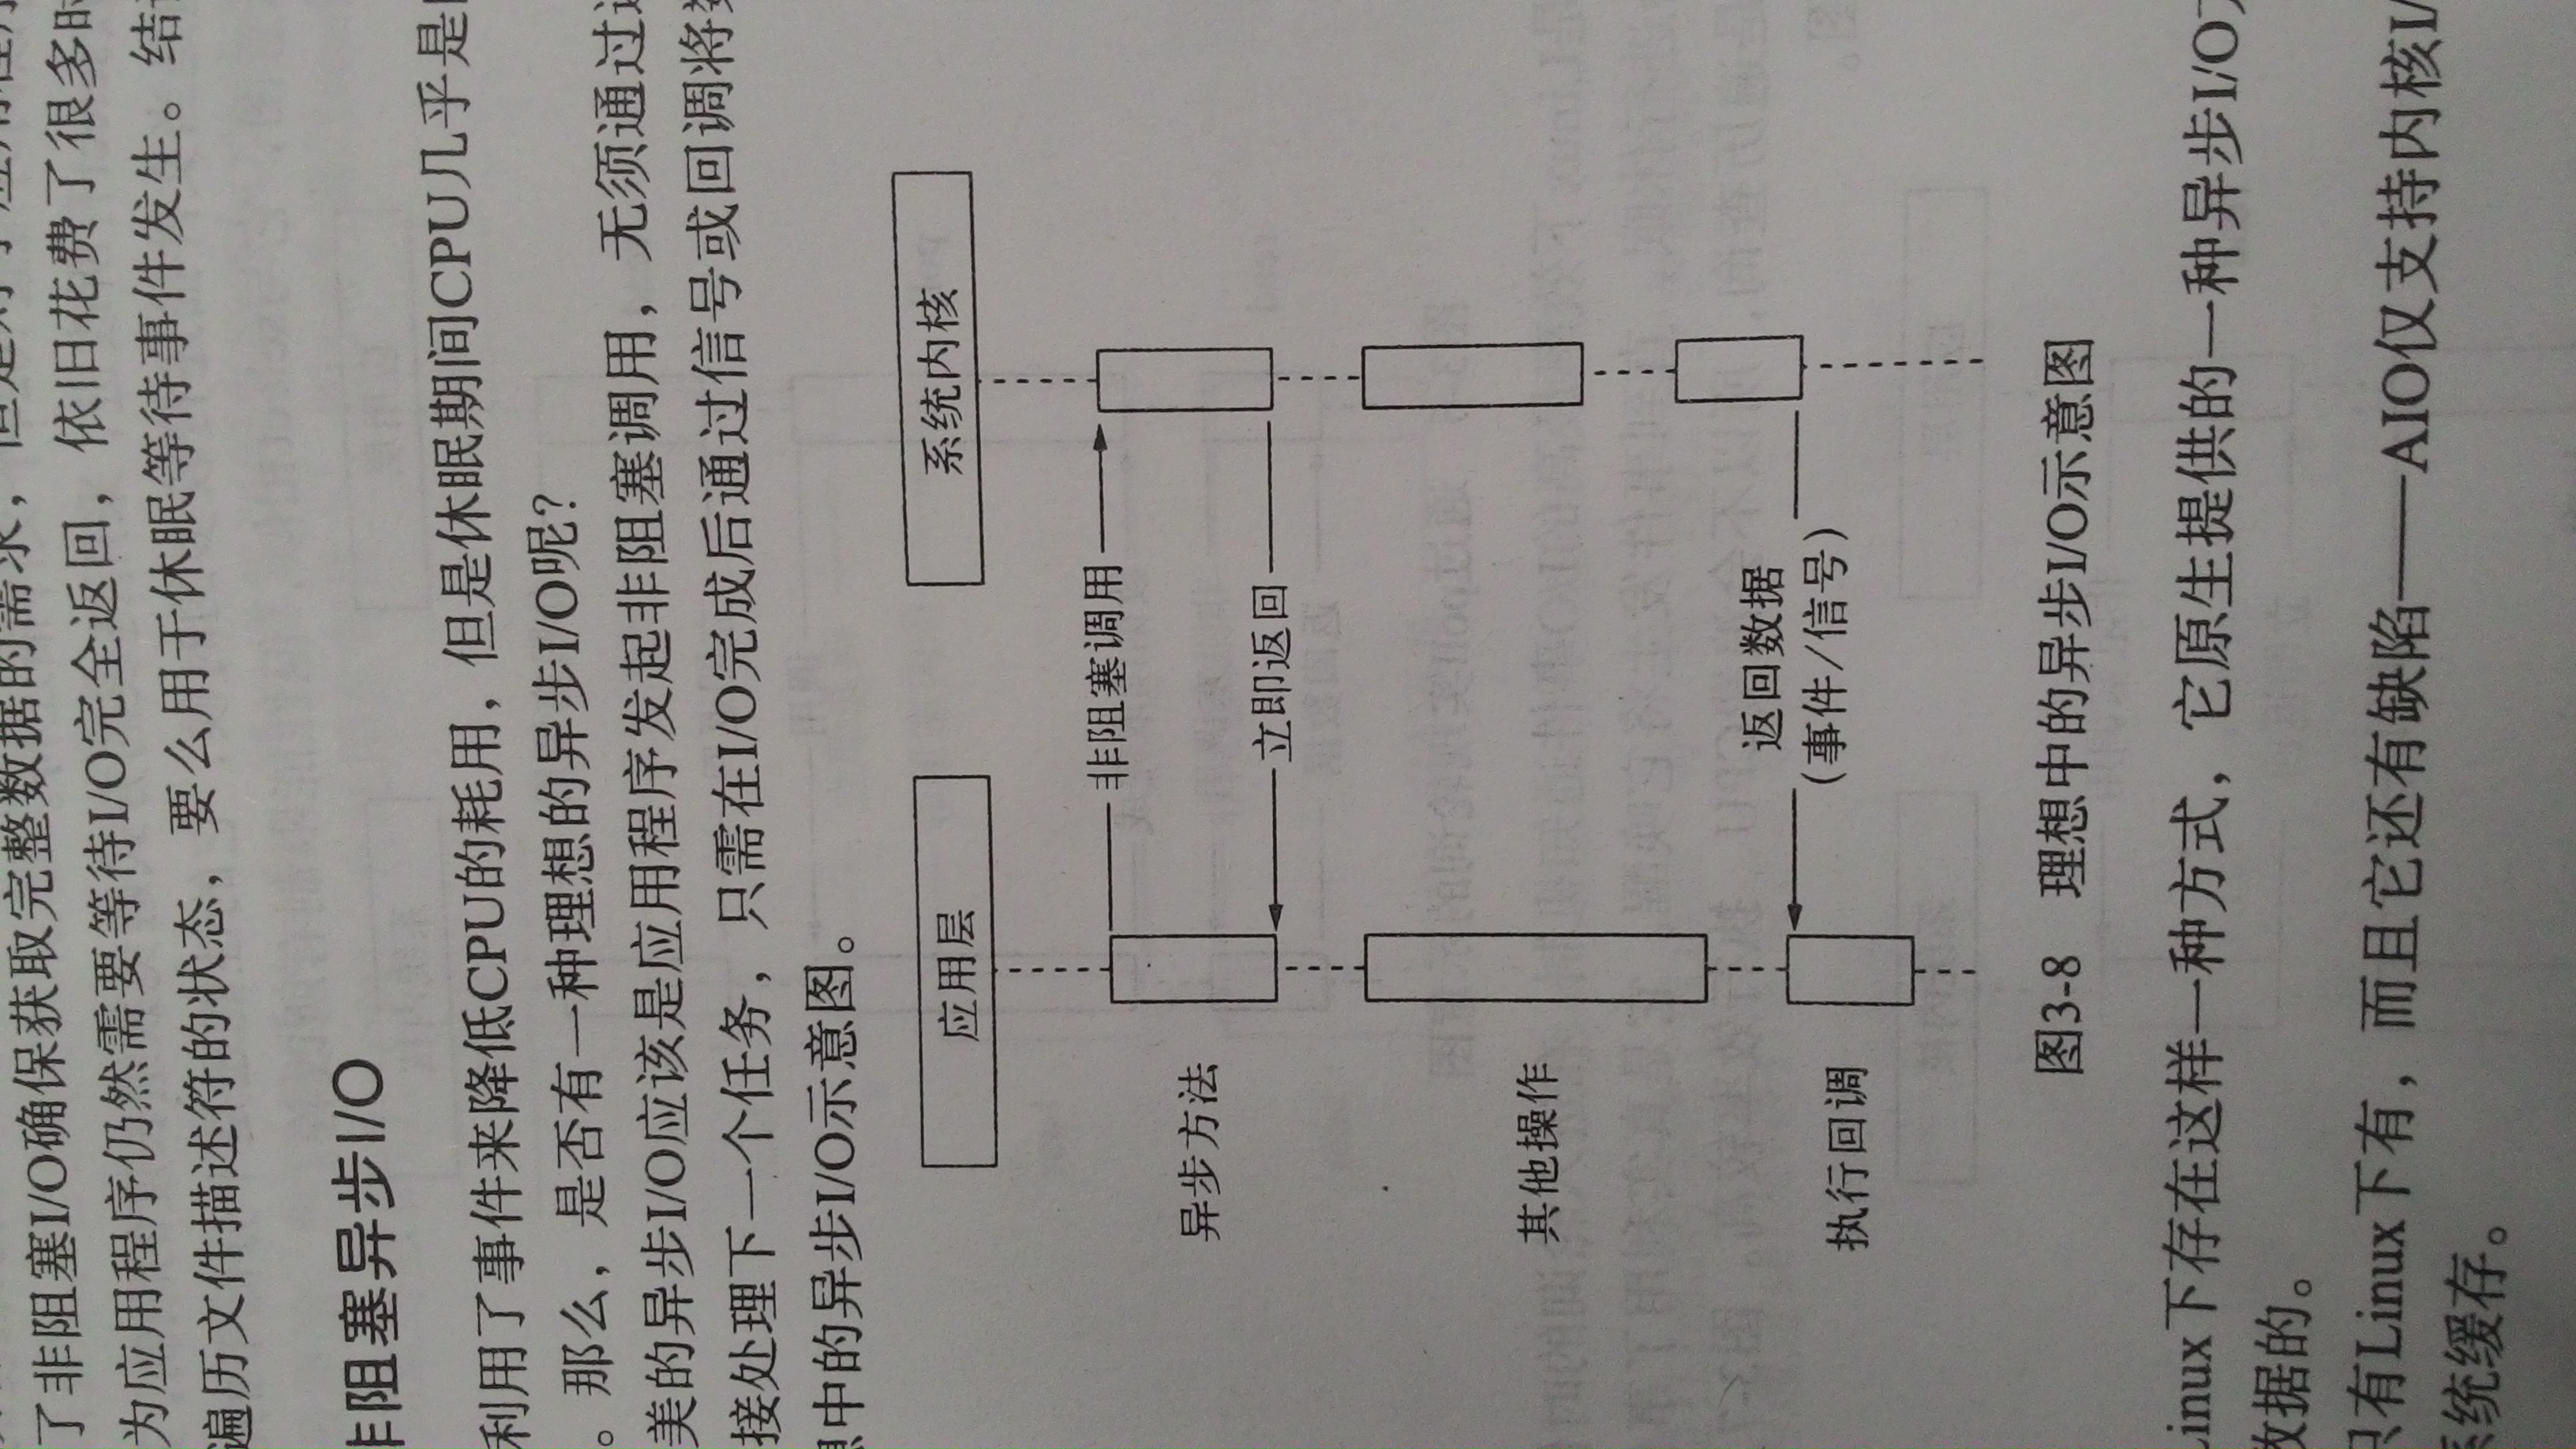 了非阻塞I/O确保获取完整数据的需求，但是对于应用程序
为应用程序仍然需要等待I/O完全返回，依旧花费了很多时
遍历文件描述符的状态，要么用于休眠等待事件发生。结
非阻塞异步I/O
利用了事件来降低CPU的耗用，但是休眠期间CPU几乎是
。那么，是否有一种理想的异步I/O呢？
美的异步I/O应该是应用程序发起非阻塞调用，无须通过
接处理下一个任务，只需在I/O完成后通过信号或回调将
想中的异步I/O示意图。
应用层
系统内核
非阻塞调用
异步方法
立即返回
其他操作
返回数据
（事件/信号）
执行回调
图3-8 理想中的异步I/O示意图
Linux下存在这样一种方式，它原生提供的一种异步I/O
数据的。
只有Linux下有，而且它还有缺陷——AIO仅支持内核I/
系统缓存。